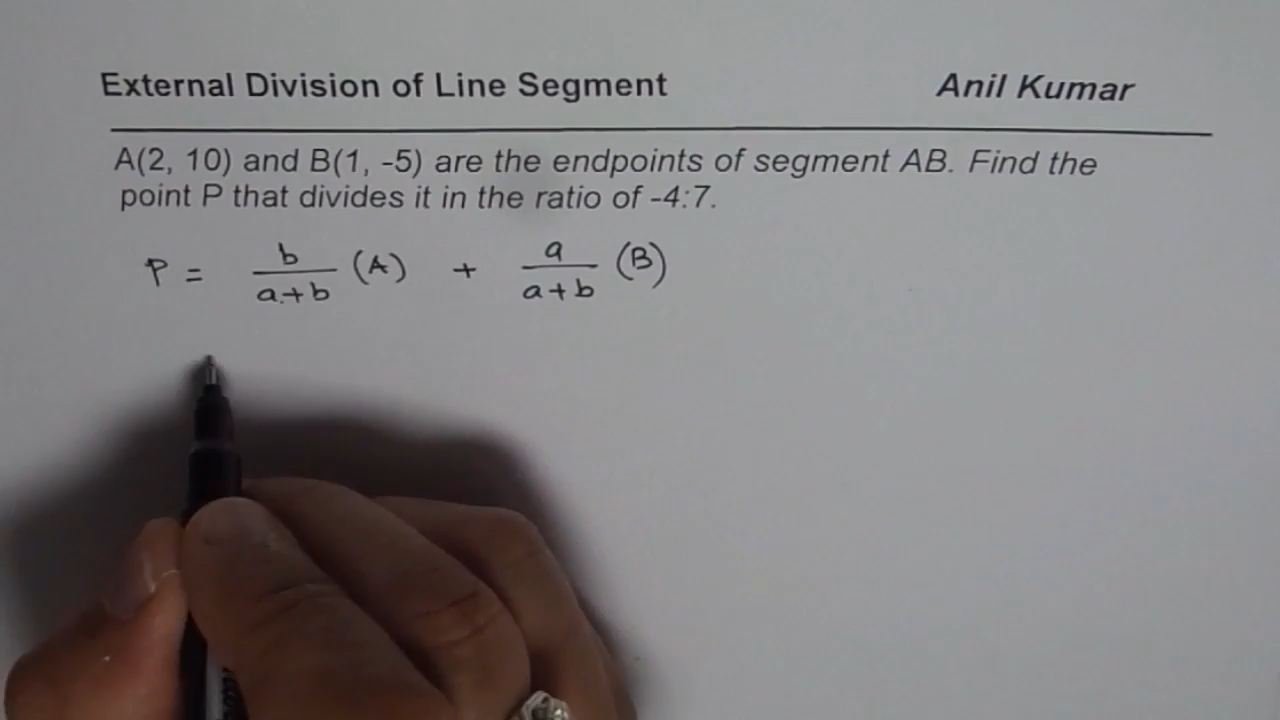 External Division of Line Segment Anil Kumar
A(2, 10) and B(1, -5) are the endpoints of segment AB. Find the
point P that divides it in the ratio of -4:7.
P = b/(a+b) (A) + a/(a+b) (B)